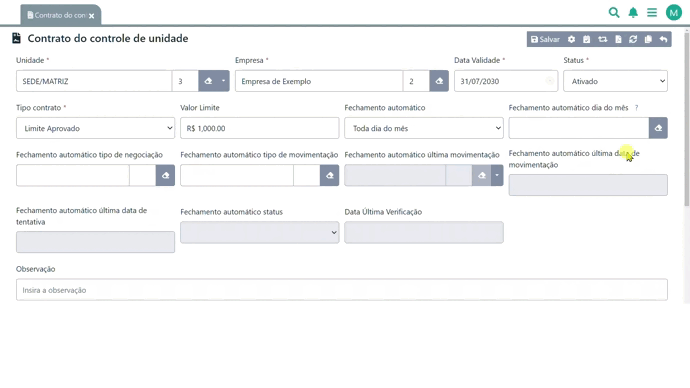 Contrato do con:
M
Contrato do controle de unidade
Salvar
Unidade *
Empresa *
Data Validade *
Status *
SEDE/MATRIZ
3
Empresa de Exemplo
2
31/07/2030
Ativado
Tipo contrato *
Valor Limite
Fechamento automático
Fechamento automático dia do mês ?
Limite Aprovado
R$ 1,000.00
Toda dia do mês
Fechamento automático tipo de negociação
Fechamento automático tipo de movimentação
Fechamento automático última movimentação
Fechamento automático última data de
movimentação
Fechamento automático última data de
tentativa
Fechamento automático status
Data Última Verificação
Observação
Insira a observação